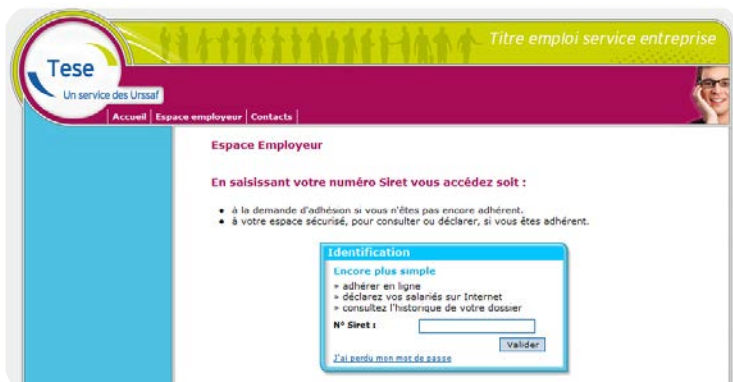 Titre emploi service entreprise
Tese
Un service des Urssaf
Accueil | Espace employeur | Contacts
Espace Employeur
En saisissant votre numéro Siret vous accédez soit :
• à la demande d'adhésion si vous n'êtes pas encore adhérent.
• à votre espace sécurisé, pour consulter ou déclarer, si vous êtes adhérent.
Identification
Encore plus simple
» adhérer en ligne
» déclarez vos salariés sur Internet
» consultez l'historique de votre dossier
N° Siret :
Valider
J'ai perdu mon mot de passe